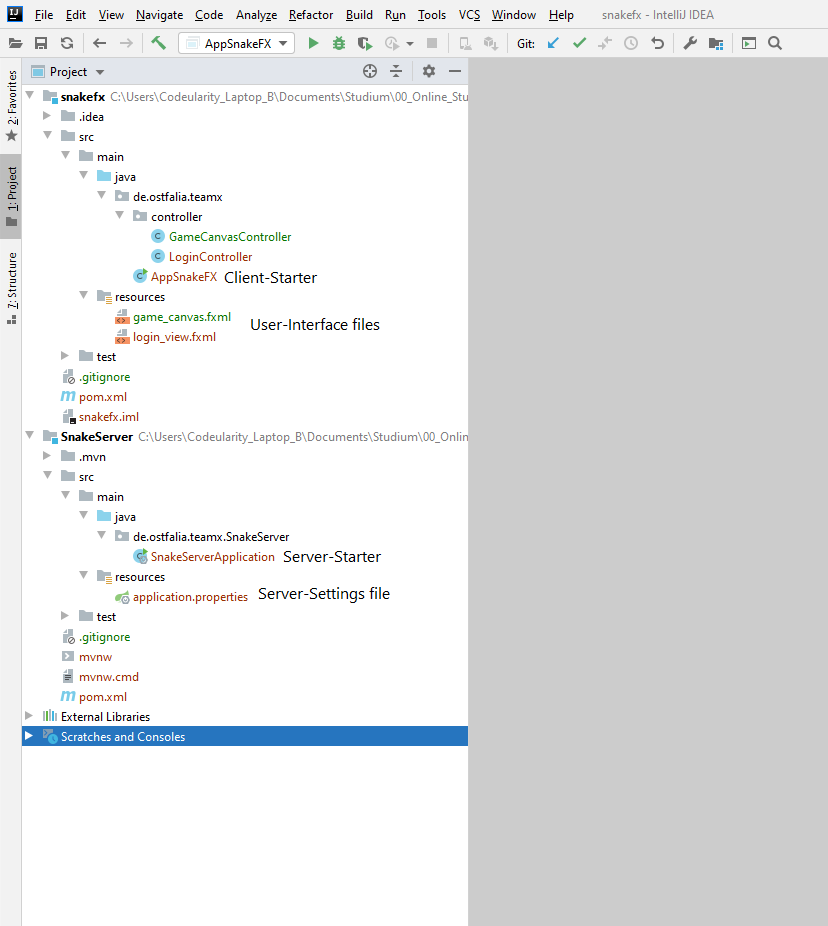 File Edit View Navigate Code Analyze Refactor Build Run Tools VCS Window Help snakefx - IntelliJ IDEA
AppSnakeFX Git:
2: Favorites
1: Project
7: Structure
Project
snakefx C:\Users\Codeularity_Laptop_B\Documents\Studium\00_Online_Stu
.idea
src
main
java
de.ostfalia.teamx
controller
GameCanvasController
LoginController
AppSnakeFX Client-Starter
resources
game_canvas.fxml
User-Interface files
login_view.fxml
test
.gitignore
pom.xml
snakefx.iml
SnakeServer C:\Users\Codeularity_Laptop_B\Documents\Studium\00_Onlin
.mvn
src
main
java
de.ostfalia.teamx.SnakeServer
SnakeServerApplication Server-Starter
resources
application.properties Server-Settings file
test
.gitignore
mvnw
mvnw.cmd
pom.xml
External Libraries
Scratches and Consoles